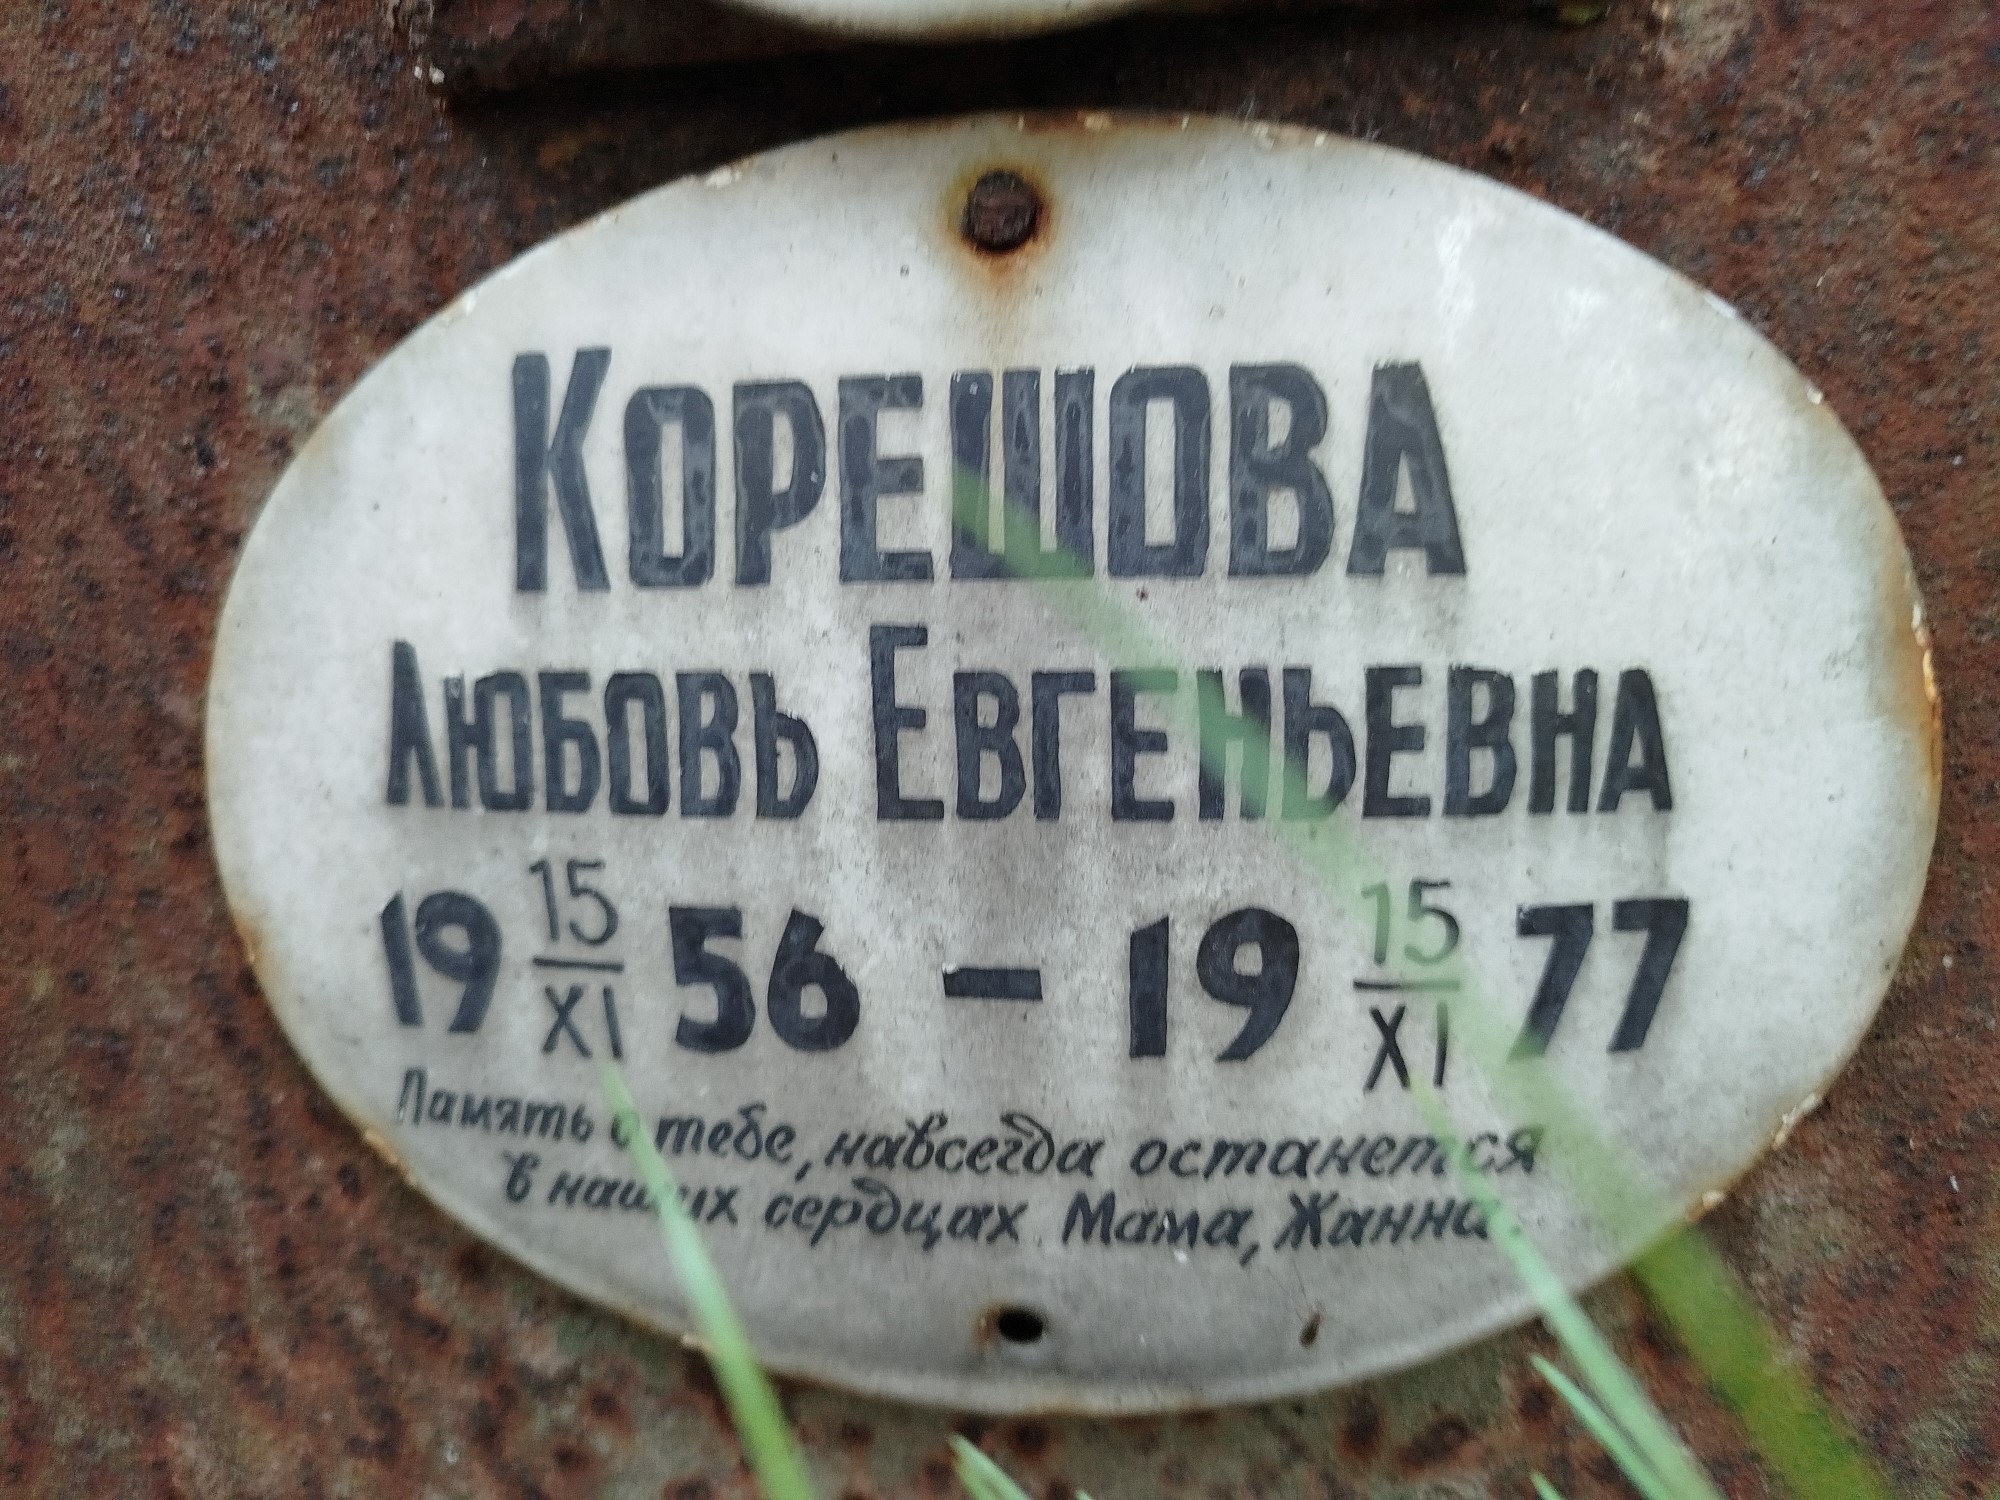 КОРЕШОВА
ЛЮБОВЬ ЕВГЕНЬЕВНА
19 15/XI 56 – 19 15/XI 77
Память о тебе, навсегда останется
в наших сердцах. Мама, Жанна.